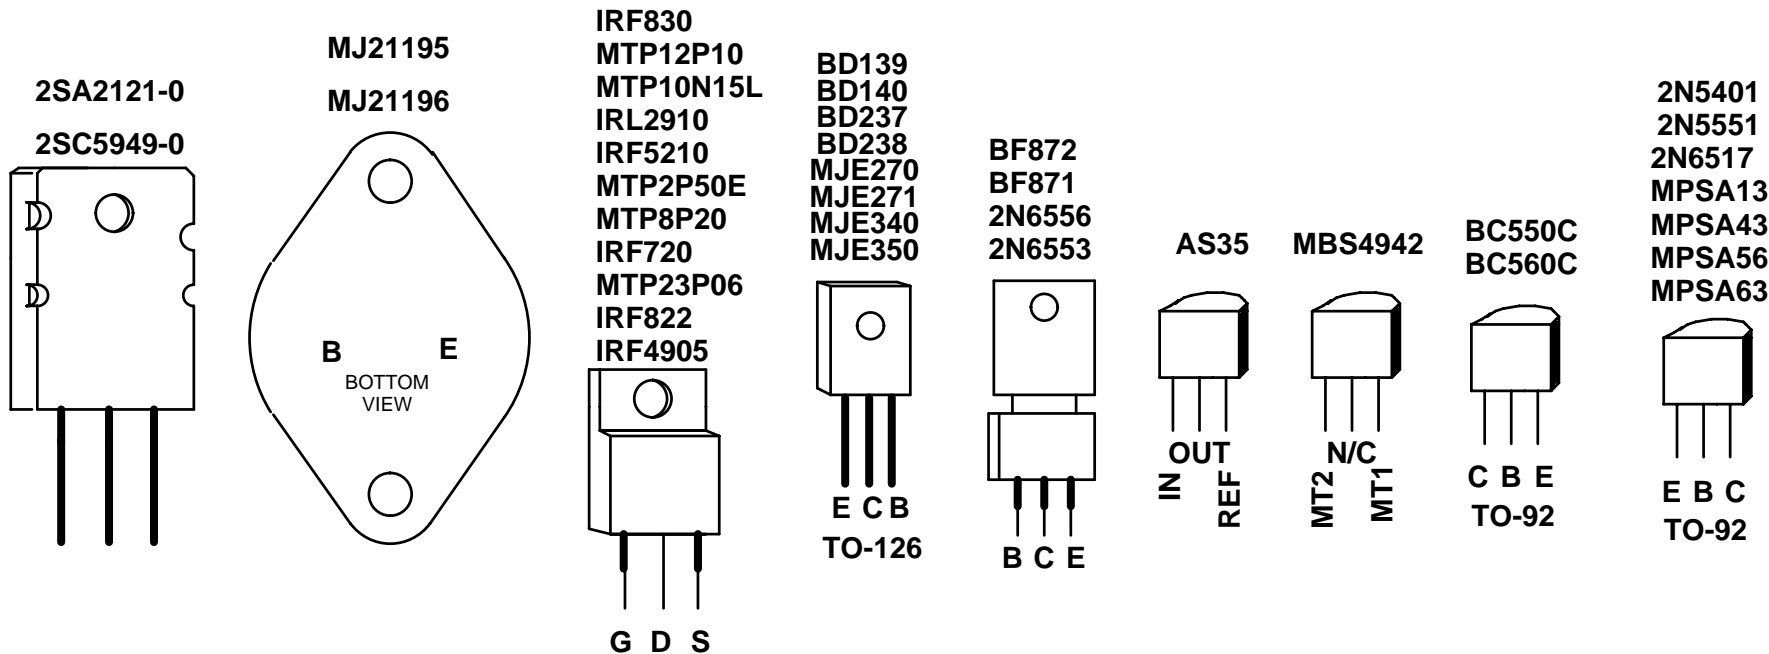 2SA2121-0
2SC5949-0
MJ21195
MJ21196
B
E
BOTTOM
VIEW
IRF830
MTP12P10
MTP10N15L
IRL2910
IRF5210
MTP2P50E
MTP8P20
IRF720
MTP23P06
IRF822
IRF4905
G D S
BD139
BD140
BD237
BD238
MJE270
MJE271
MJE340
MJE350
E C B
TO-126
BF872
BF871
2N6556
2N6553
B C E
AS35
IN
OUT
REF
MBS4942
MT2
N/C
MT1
BC550C
BC560C
C B E
TO-92
2N5401
2N5551
2N6517
MPSA13
MPSA43
MPSA56
MPSA63
E B C
TO-92